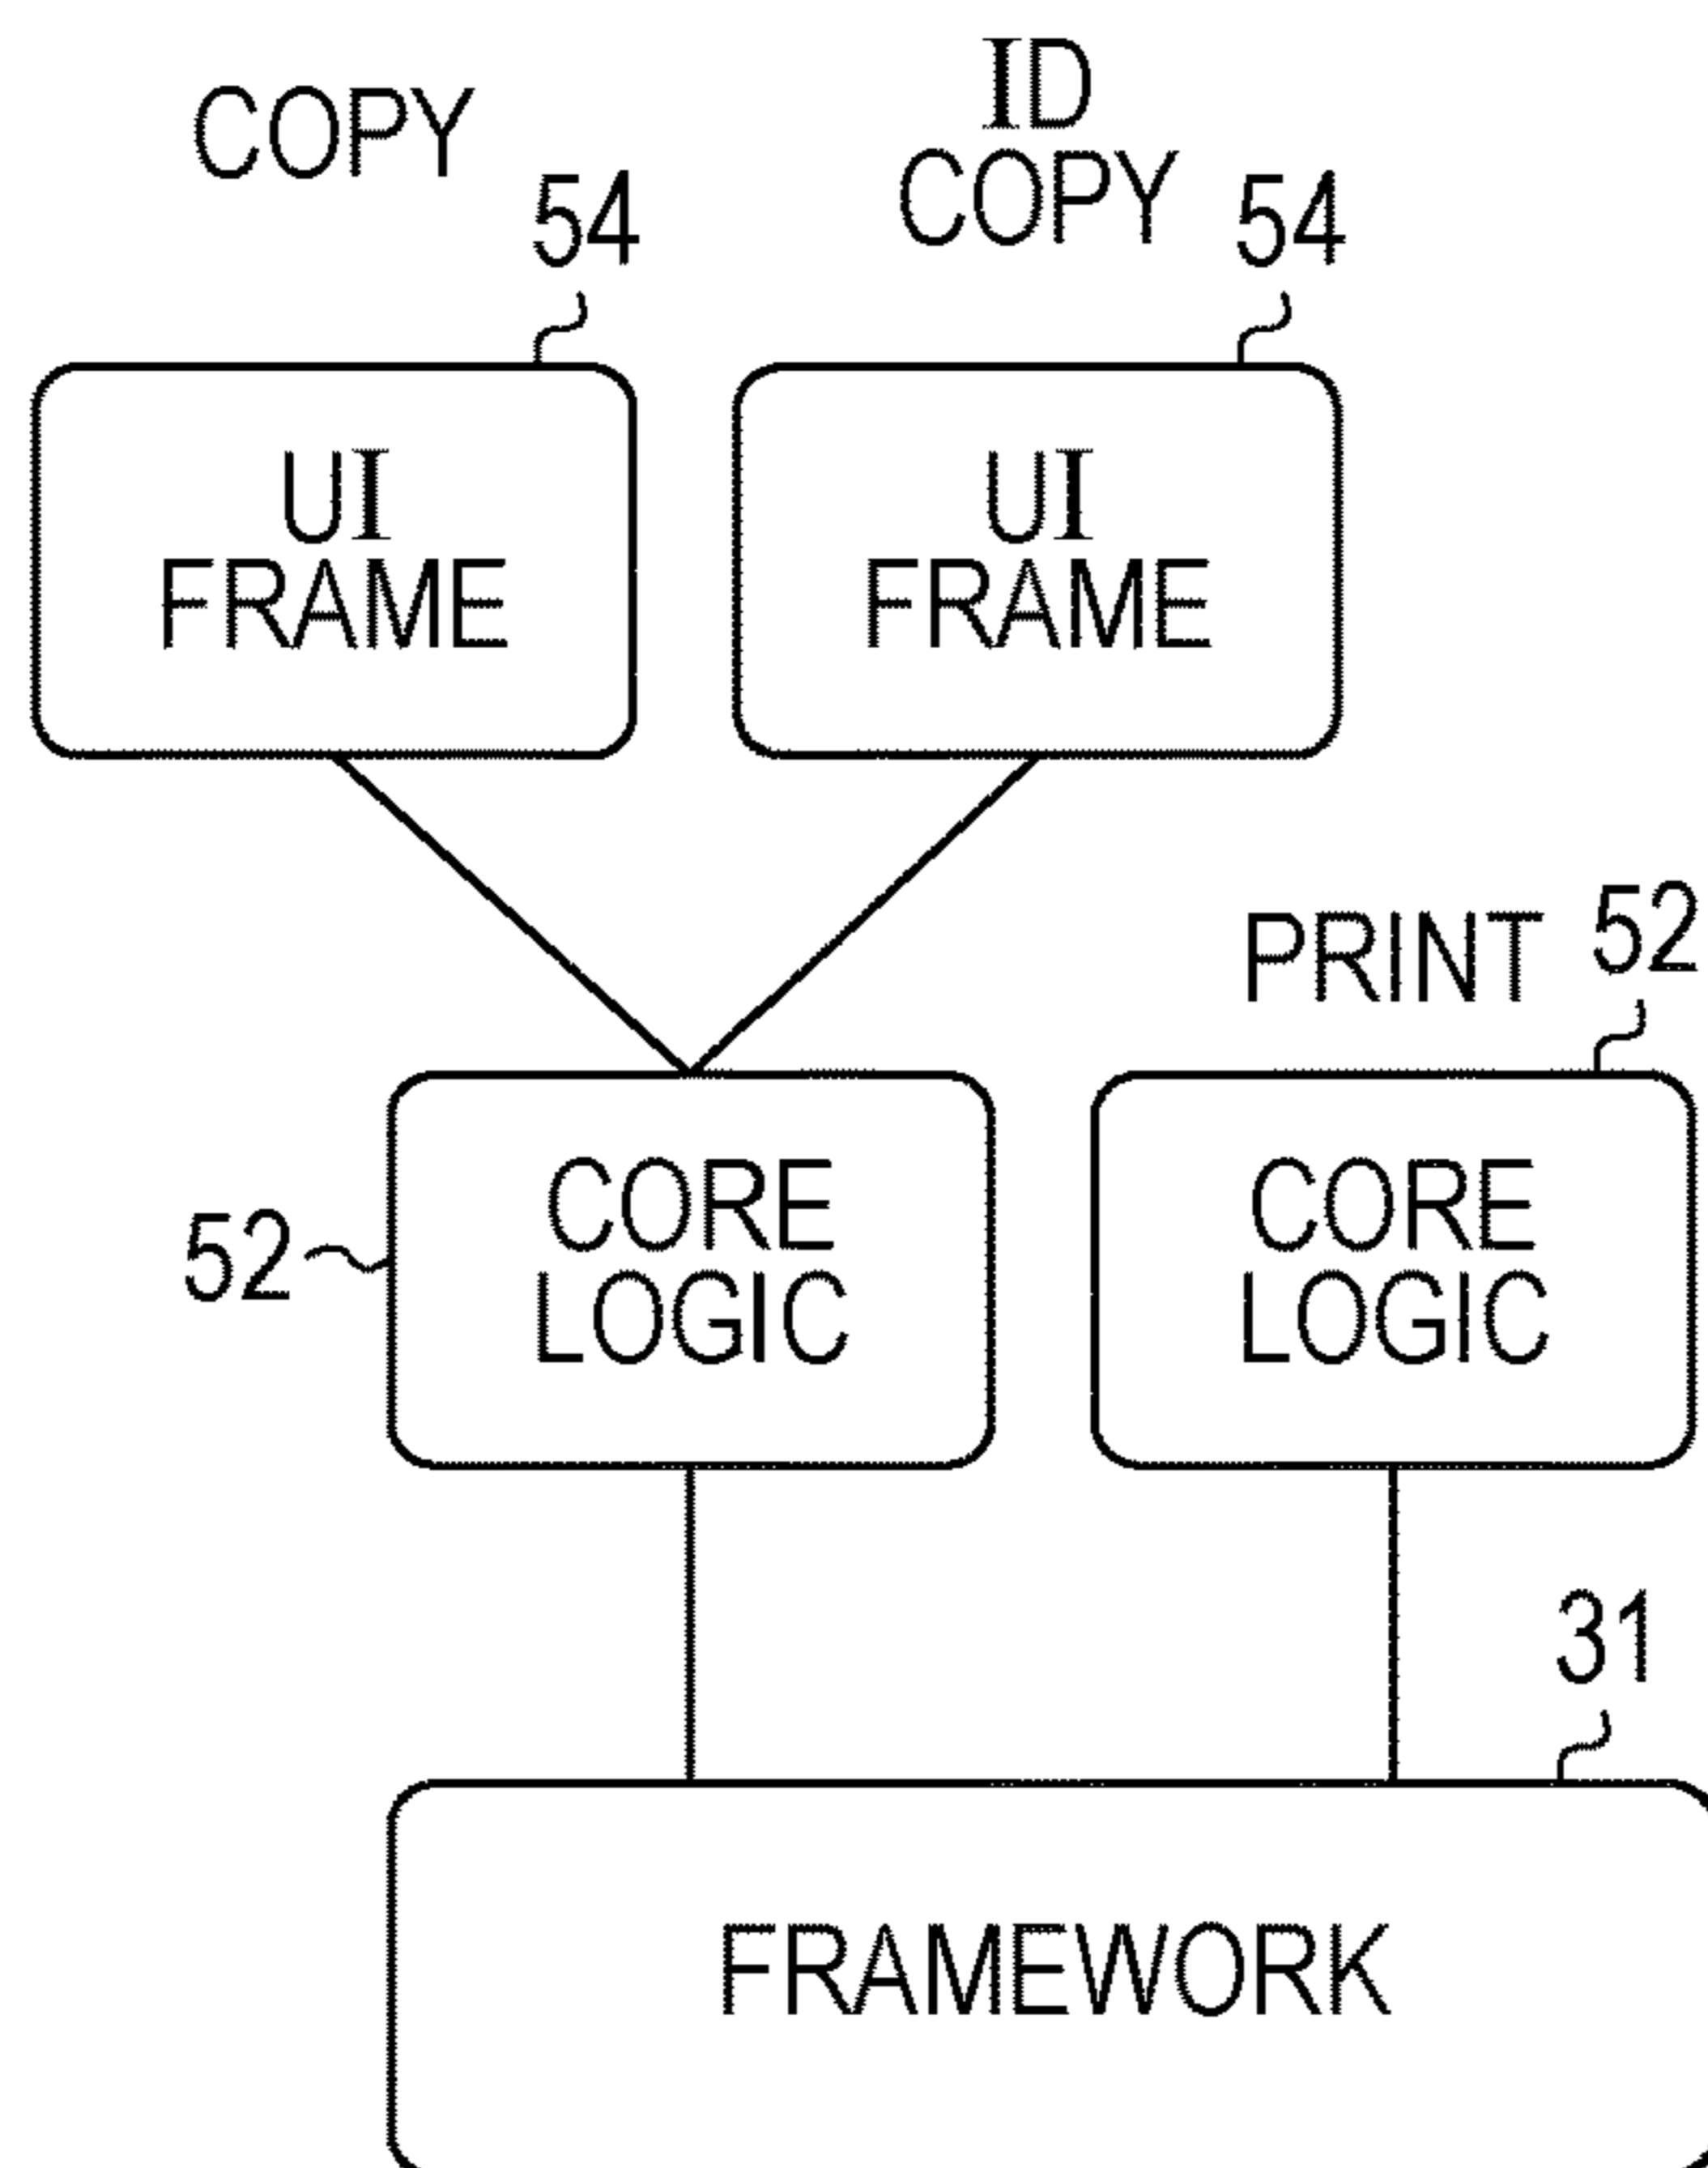 COPY
54
ID
COPY
54
UI
FRAME
UI
FRAME
PRINT
52
52
CORE
LOGIC
CORE
LOGIC
31
FRAMEWORK